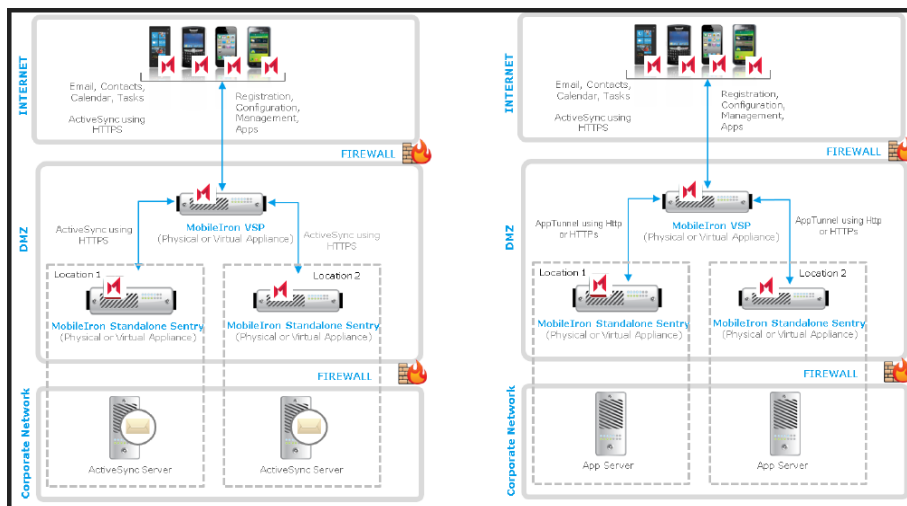 INTERNET
Email, Contacts,
Calendar, Tasks
ActiveSync using
HTTPS
Registration,
Configuration,
Management,
Apps
FIREWALL
DMZ
MobileIron VSP
(Physical or Virtual Appliance)
ActiveSync using
HTTPS
ActiveSync using
HTTPS
Location 1
Location 2
MobileIron Standalone Sentry
(Physical or Virtual Appliance)
MobileIron Standalone Sentry
(Physical or Virtual Appliance)
FIREWALL
Corporate Network
ActiveSync Server
ActiveSync Server
INTERNET
Email, Contacts,
Calendar, Tasks
ActiveSync using
HTTPS
Registration,
Configuration,
Management,
Apps
FIREWALL
DMZ
MobileIron VSP
(Physical or Virtual Appliance)
AppTunnel using Http
or HTTPs
AppTunnel using Http
or HTTPs
Location 1
Location 2
MobileIron Standalone Sentry
(Physical or Virtual Appliance)
MobileIron Standalone Sentry
(Physical or Virtual Appliance)
FIREWALL
Corporate Network
App Server
App Server